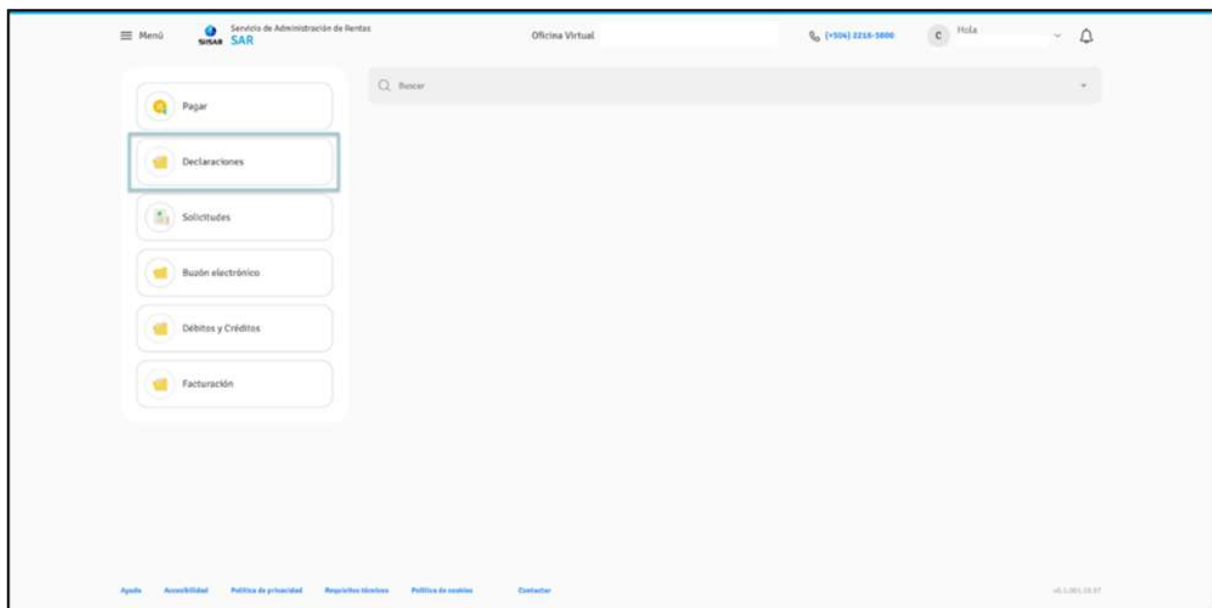 Menú
SIISAR
Servicio de Administración de Rentas
SAR
Oficina Virtual
(+504) 2216-5800
C
Hola
Buscar
Pagar
Declaraciones
Solicitudes
Buzón electrónico
Débitos y Créditos
Facturación
Ayuda Accesibilidad Política de privacidad Requisitos técnicos Política de cookies Contactar